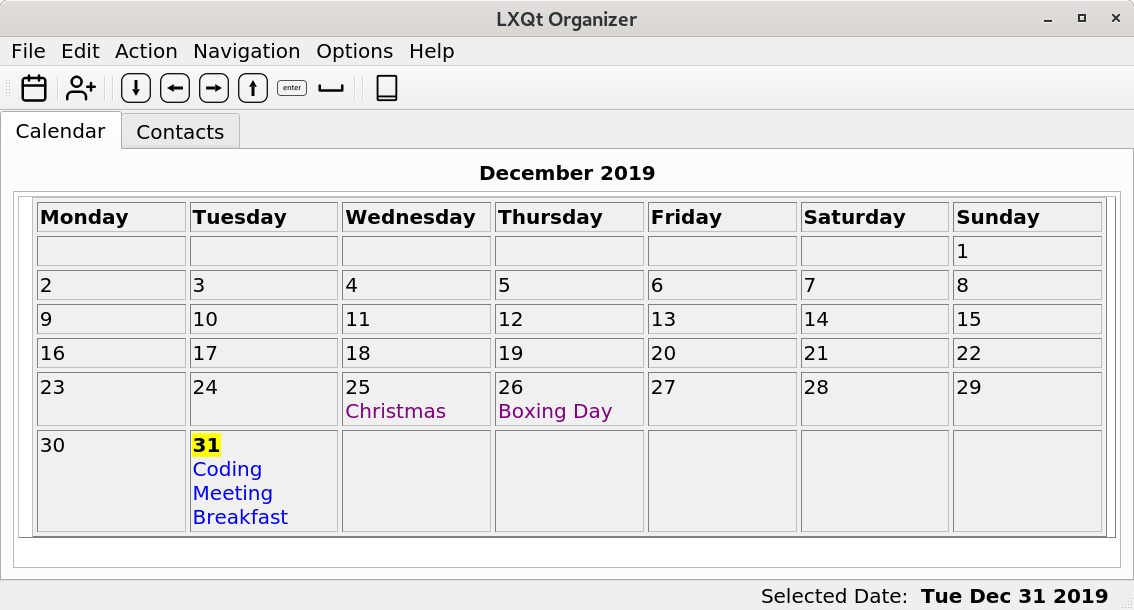 LXQt Organizer
File Edit Action Navigation Options Help
enter
Calendar Contacts
December 2019
Monday Tuesday Wednesday Thursday Friday Saturday Sunday
1
2 3 4 5 6 7 8
9 10 11 12 13 14 15
16 17 18 19 20 21 22
23 24 25 26 27 28 29
Christmas Boxing Day
30 31
Coding
Meeting
Breakfast
Selected Date: Tue Dec 31 2019